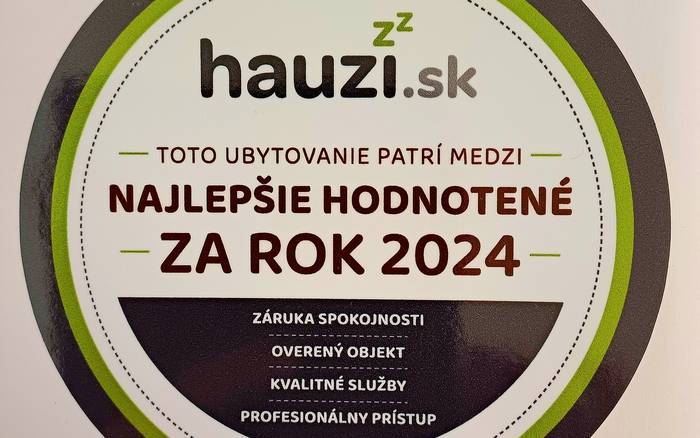 zz
hauzi.sk
TOTO UBYTOVANIE PATRÍ MEDZI
NAJLEPŠIE HODNOTENÉ
ZA ROK 2024
ZÁRUKA SPOKOJNOSTI
OVERENÝ OBJEKT
KVALITNÉ SLUŽBY
PROFESIONÁLNY PRÍSTUP